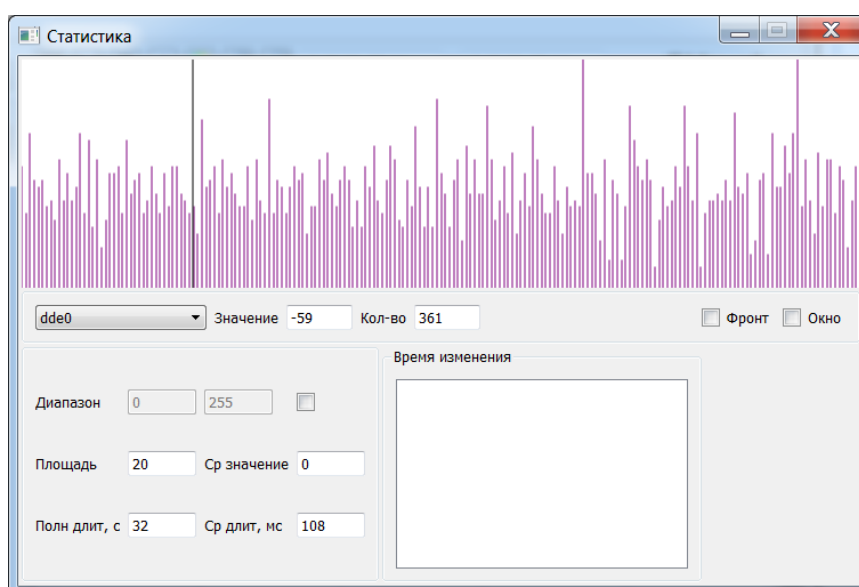 Статистика
dde0 Значение -59 Кол-во 361 Фронт Окно
Время изменения
Диапазон 0 255
Площадь 20 Ср значение 0
Полн длит, с 32 Ср длит, мс 108